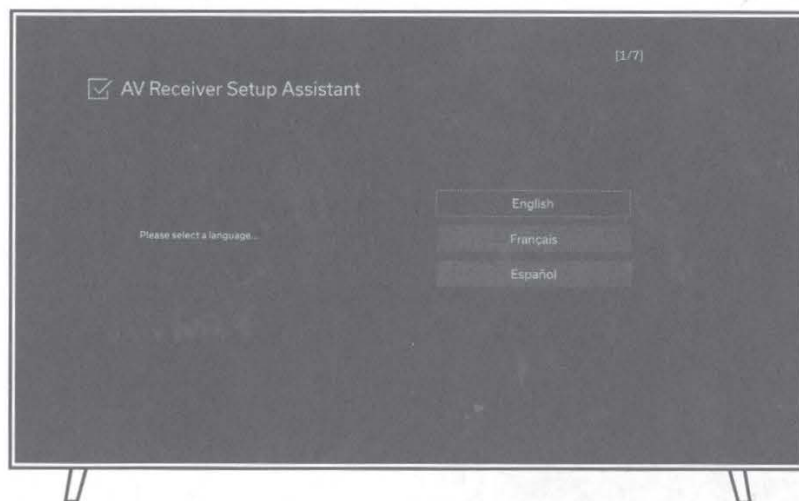 [1/7]
AV Receiver Setup Assistant
Please select a language...
English
Français
Español